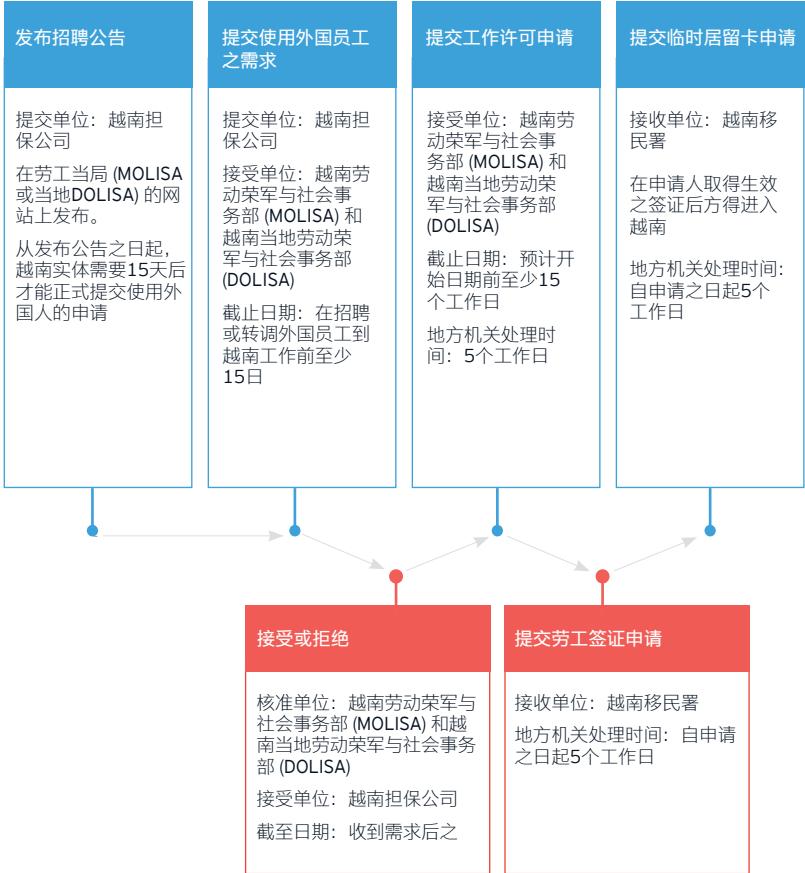 发布招聘公告
提交单位：越南担
保公司
在劳工当局 (MOLISA
或当地DOLISA) 的网
站上发布。
从发布公告之日起，
越南实体需要15天后
才能正式提交使用外
国人的申请
提交使用外国员工
之需求
提交单位：越南担
保公司
接受单位：越南劳
动荣军与社会事
务部 (MOLISA) 和
越南当地劳动荣
军与社会事务部
(DOLISA)
截止日期：在招聘
或转调外国员工到
越南工作前至少
15日
提交工作许可申请
接受单位：越南劳
动荣军与社会事
务部 (MOLISA) 和
越南当地劳动荣
军与社会事务部
(DOLISA)
截止日期：预计开
始日期前至少15
个工作日
地方机关处理时
间：5个工作日
提交临时居留卡申请
接收单位：越南移
民署
在申请人取得生效
之签证后方得进入
越南
地方机关处理时间：
自申请之日起5个
工作日
接受或拒绝
核准单位：越南劳动荣军与
社会事务部 (MOLISA) 和越
南当地劳动荣军与社会事务
部 (DOLISA)
接受单位：越南担保公司
截至日期：收到需求后之
提交劳工签证申请
接收单位：越南移民署
地方机关处理时间：自申请
之日起5个工作日